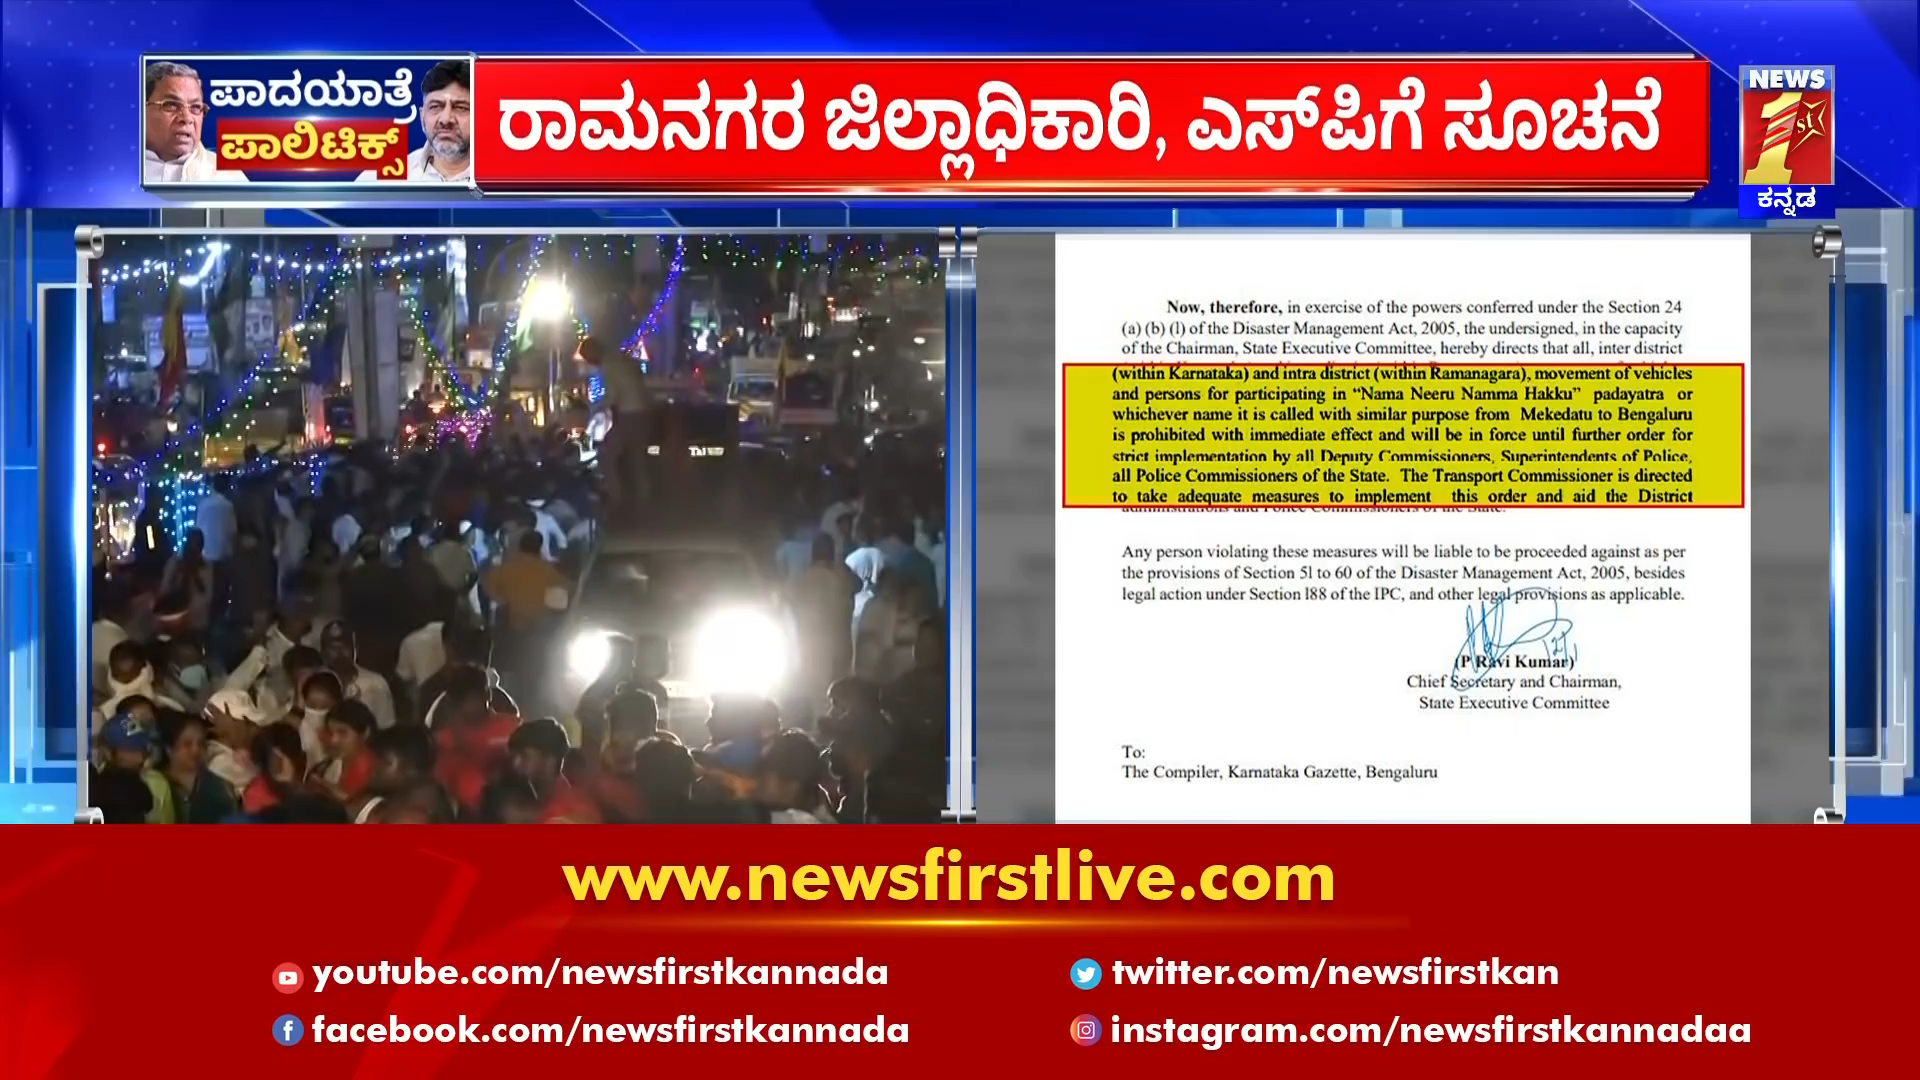 ಪಾದಯಾತ್ರೆ
ಪಾಲಿಟಿಕ್ಸ್
ರಾಮನಗರ ಜಿಲ್ಲಾಧಿಕಾರಿ, ಎಸ್‌ಪಿಗೆ ಸೂಚನೆ
NEWS
1st
ಕನ್ನಡ
Now, therefore, in exercise of the powers conferred under the Section 24
(a) (b) (l) of the Disaster Management Act, 2005, the undersigned, in the capacity
of the Chairman, State Executive Committee, hereby directs that all, inter district
(within Karnataka) and intra district (within Ramanagara), movement of vehicles
and persons for participating in “Nama Neeru Namma Hakku” padayatra or
whichever name it is called with similar purpose from Mekedatu to Bengaluru
is prohibited with immediate effect and will be in force until further order for
strict implementation by all Deputy Commissioners, Superintendents of Police,
all Police Commissioners of the State. The Transport Commissioner is directed
to take adequate measures to implement this order and aid the District
administrations and Police Commissioners of the State.
Any person violating these measures will be liable to be proceeded against as per
the provisions of Section 5l to 60 of the Disaster Management Act, 2005, besides
legal action under Section l88 of the IPC, and other legal provisions as applicable.
(P Ravi Kumar)
Chief Secretary and Chairman,
State Executive Committee
To:
The Compiler, Karnataka Gazette, Bengaluru
www.newsfirstlive.com
youtube.com/newsfirstkannada
twitter.com/newsfirstkan
facebook.com/newsfirstkannada
instagram.com/newsfirstkannadaa